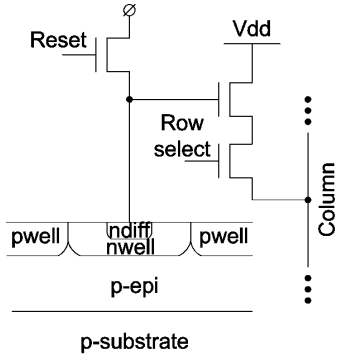 Reset
Vdd
Row
select
Column
ndiff
pwell
nwell
pwell
p-epi
p-substrate